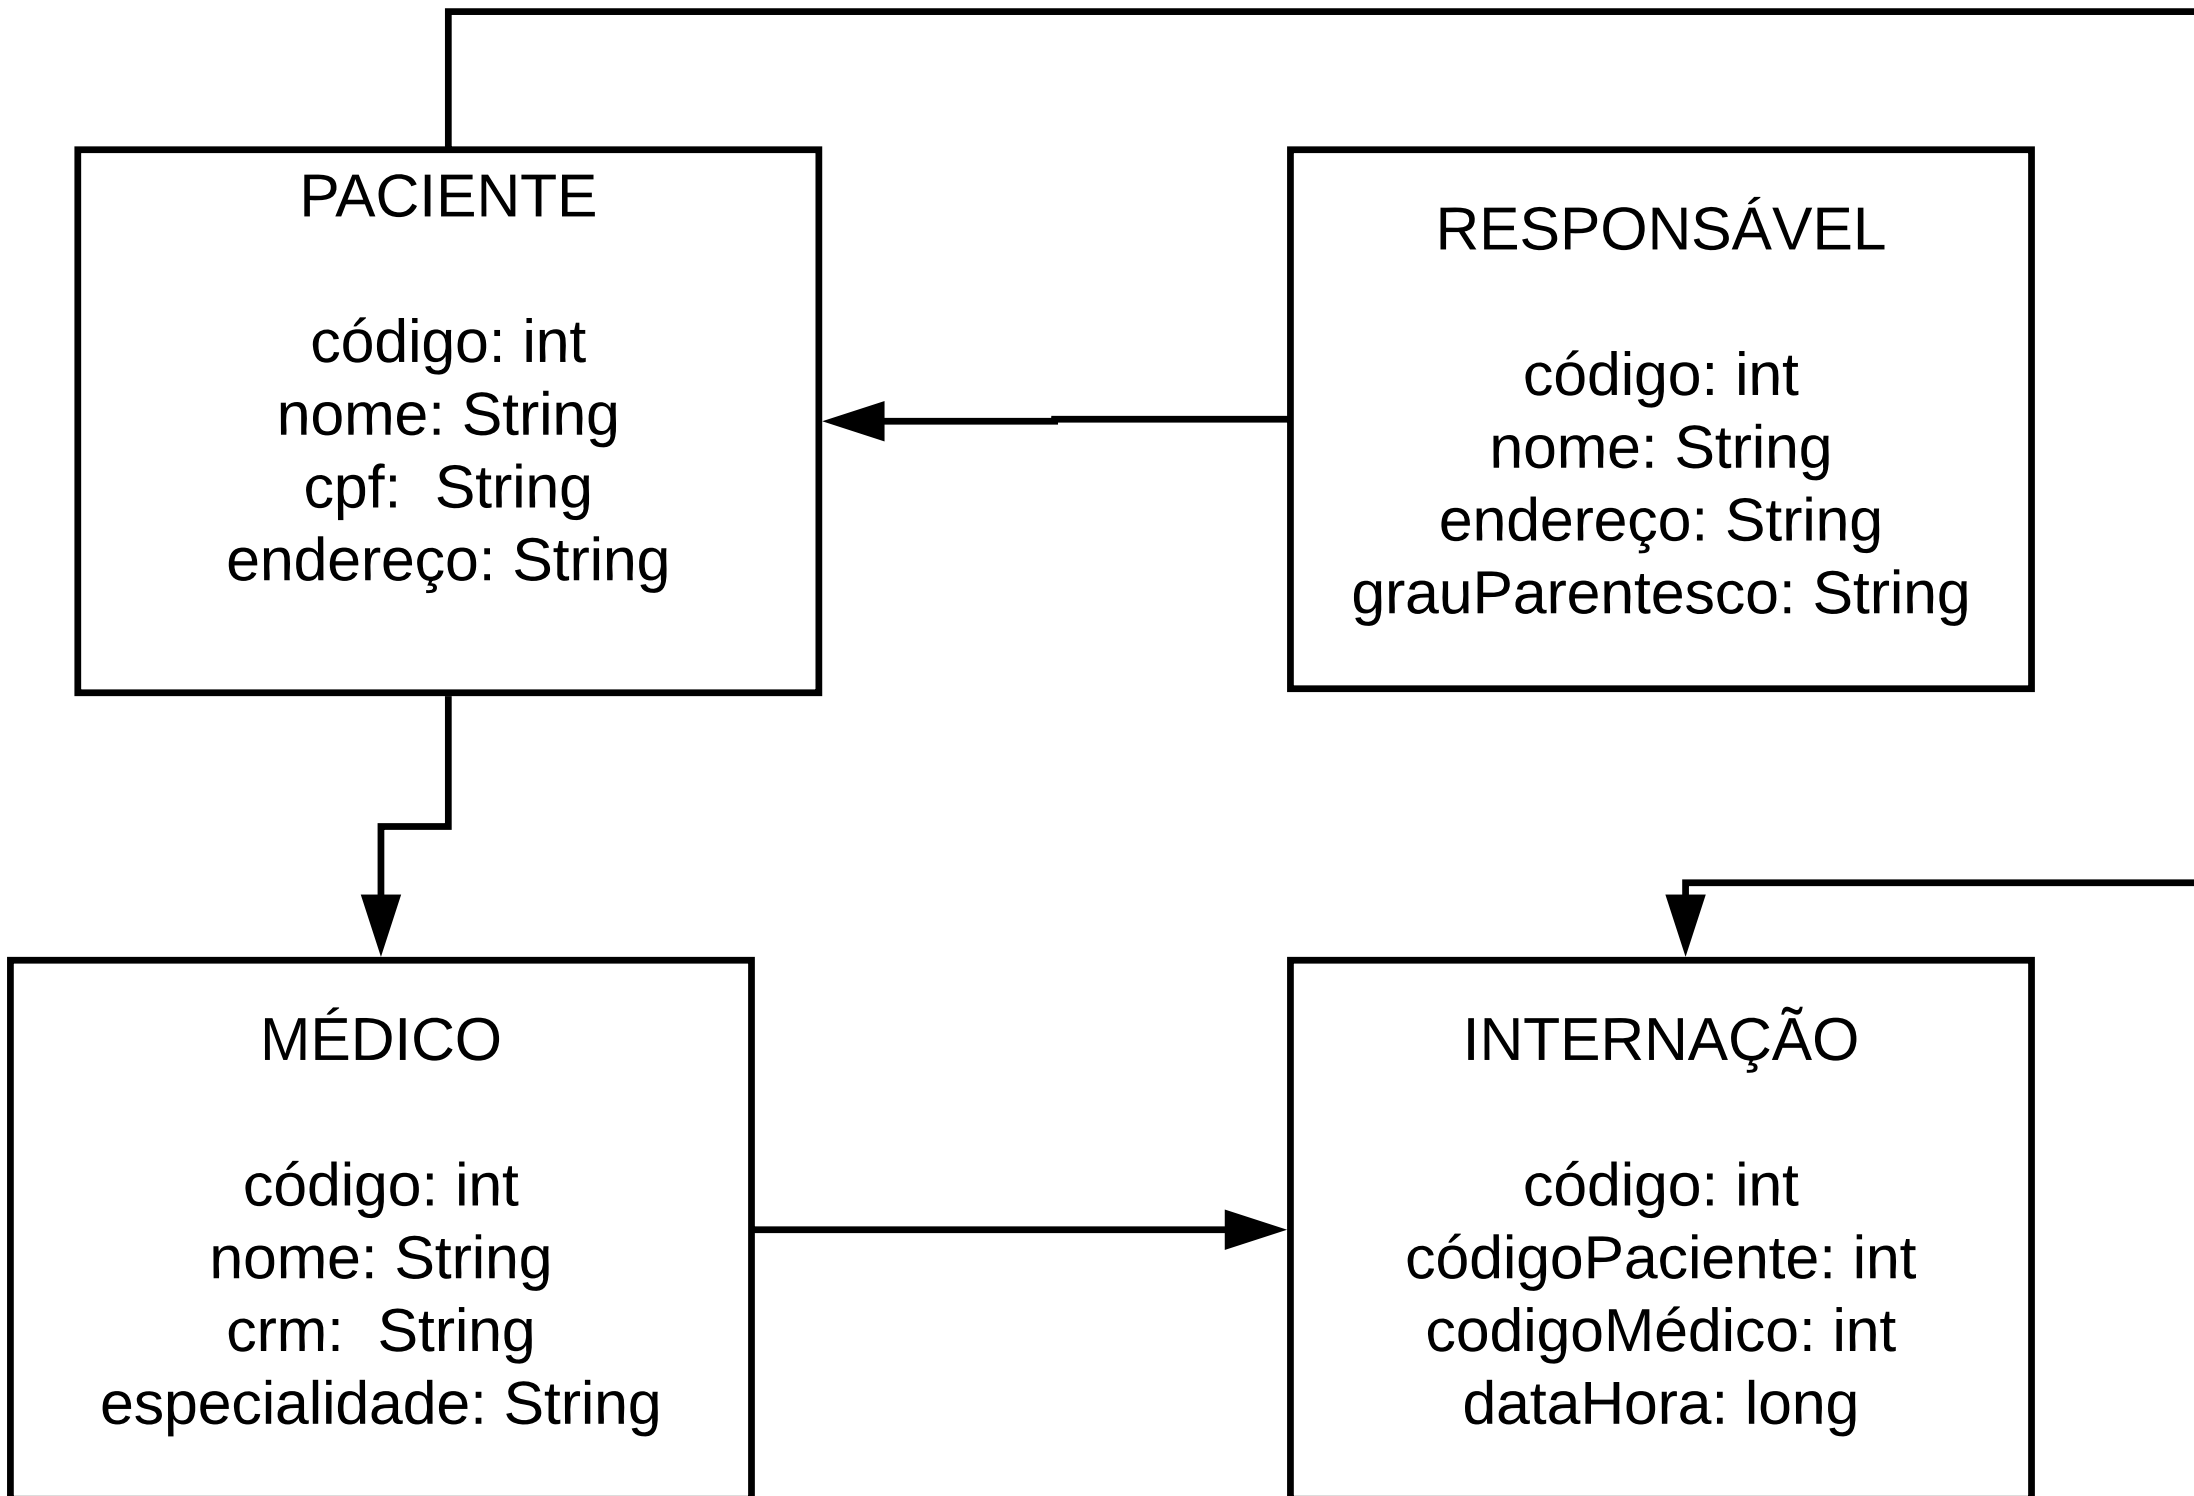 PACIENTE
código: int
nome: String
cpf:  String
endereço: String
RESPONSÁVEL
código: int
nome: String
endereço: String
grauParentesco: String
MÉDICO
código: int
nome: String
crm:  String
especialidade: String
INTERNAÇÃO
código: int
códigoPaciente: int
codigoMédico: int
dataHora: long